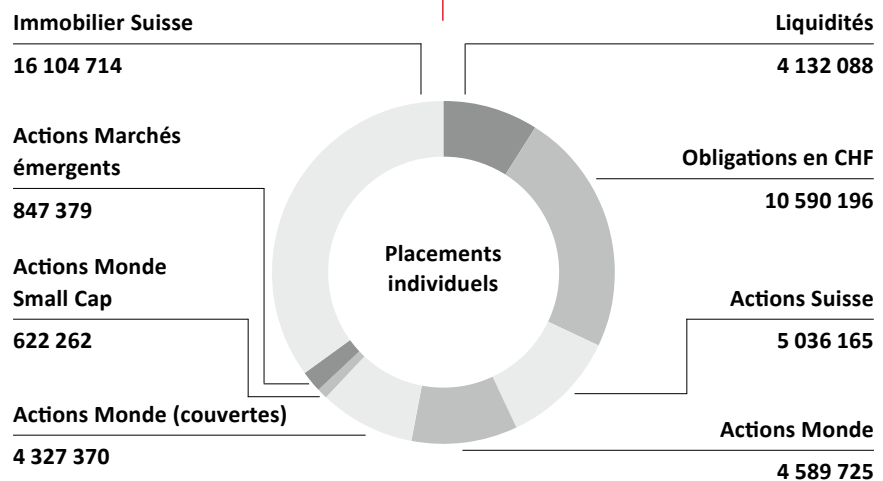 Immobilier Suisse
16 104 714
Actions Marchés
émergents
847 379
Actions Monde
Small Cap
622 262
Actions Monde (couvertes)
4 327 370
Placements
individuels
Liquidités
4 132 088
Obligations en CHF
10 590 196
Actions Suisse
5 036 165
Actions Monde
4 589 725